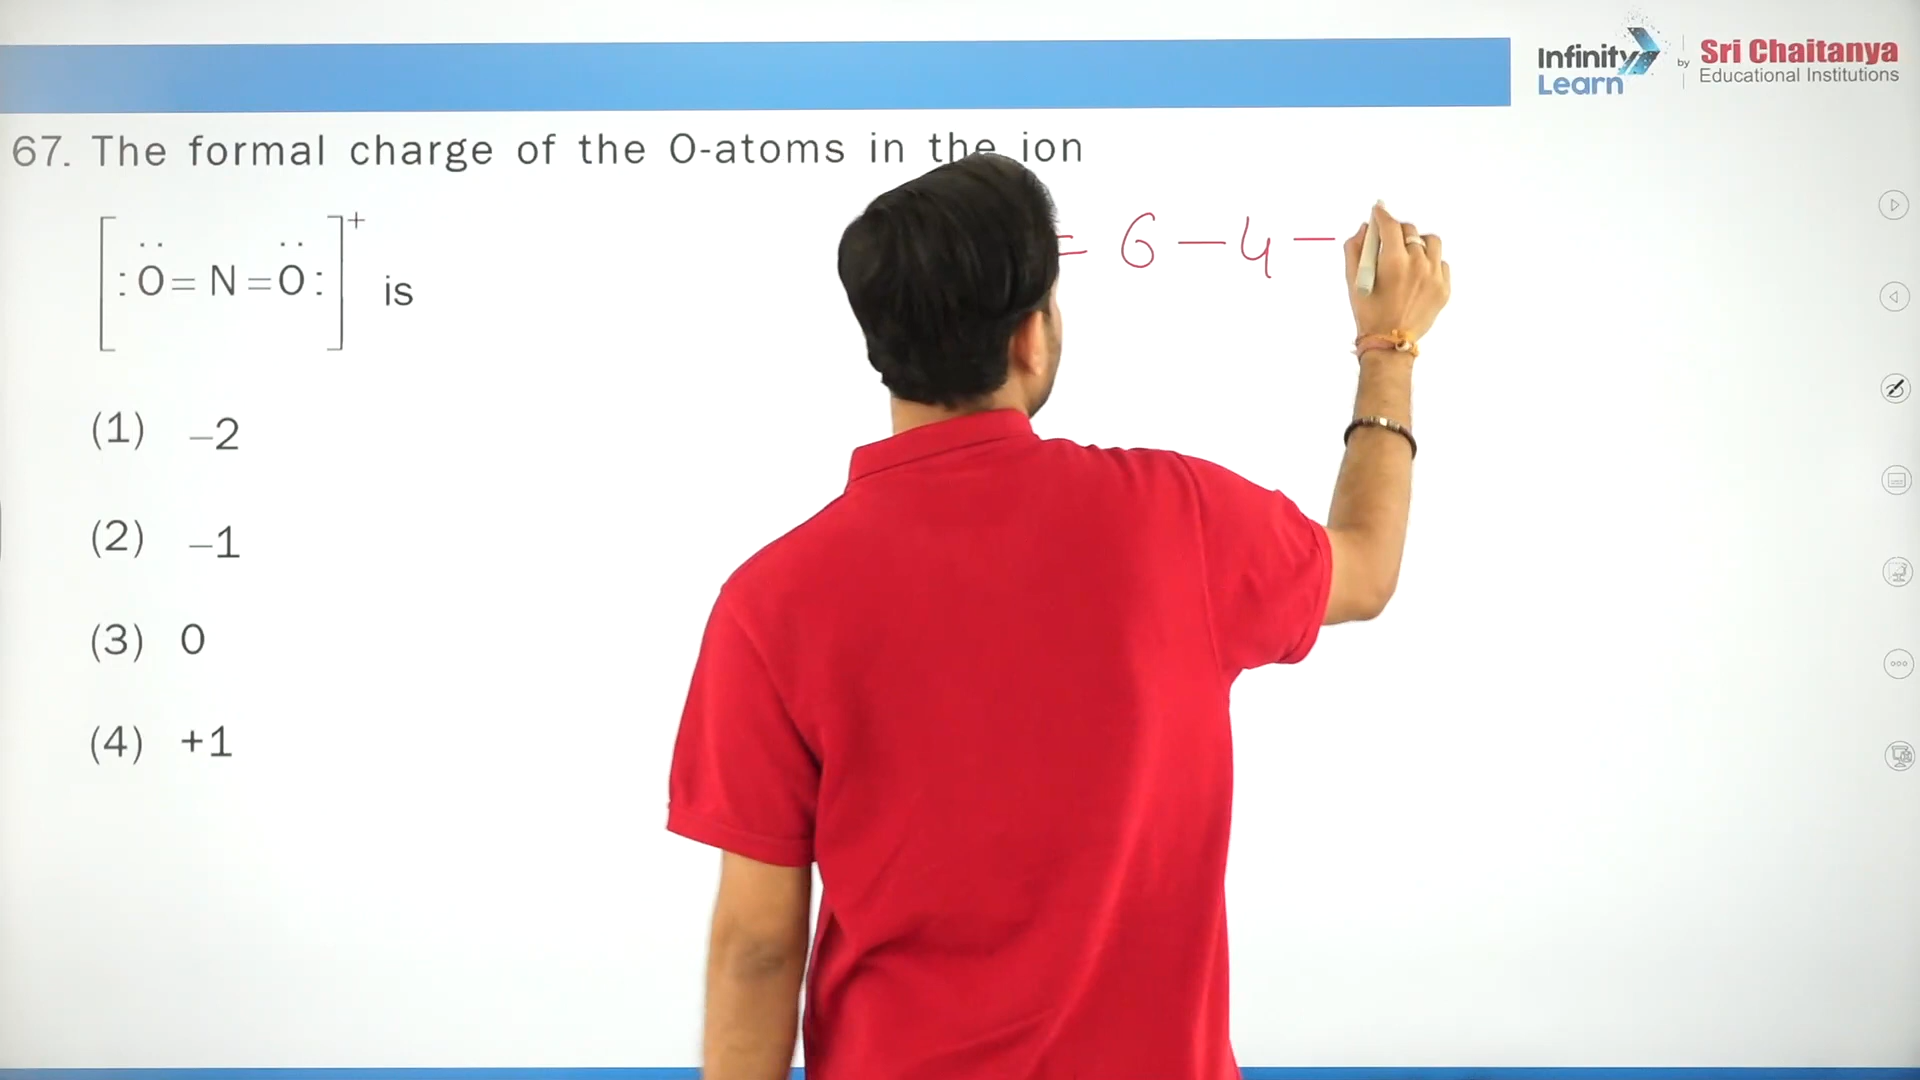 Infinity Learn by Sri Chaitanya Educational Institutions
67. The formal charge of the O-atoms in the ion
[:Ö=N=Ö:]⁺ is
= 6 – 4 –
(1) –2
(2) –1
(3) 0
(4) +1